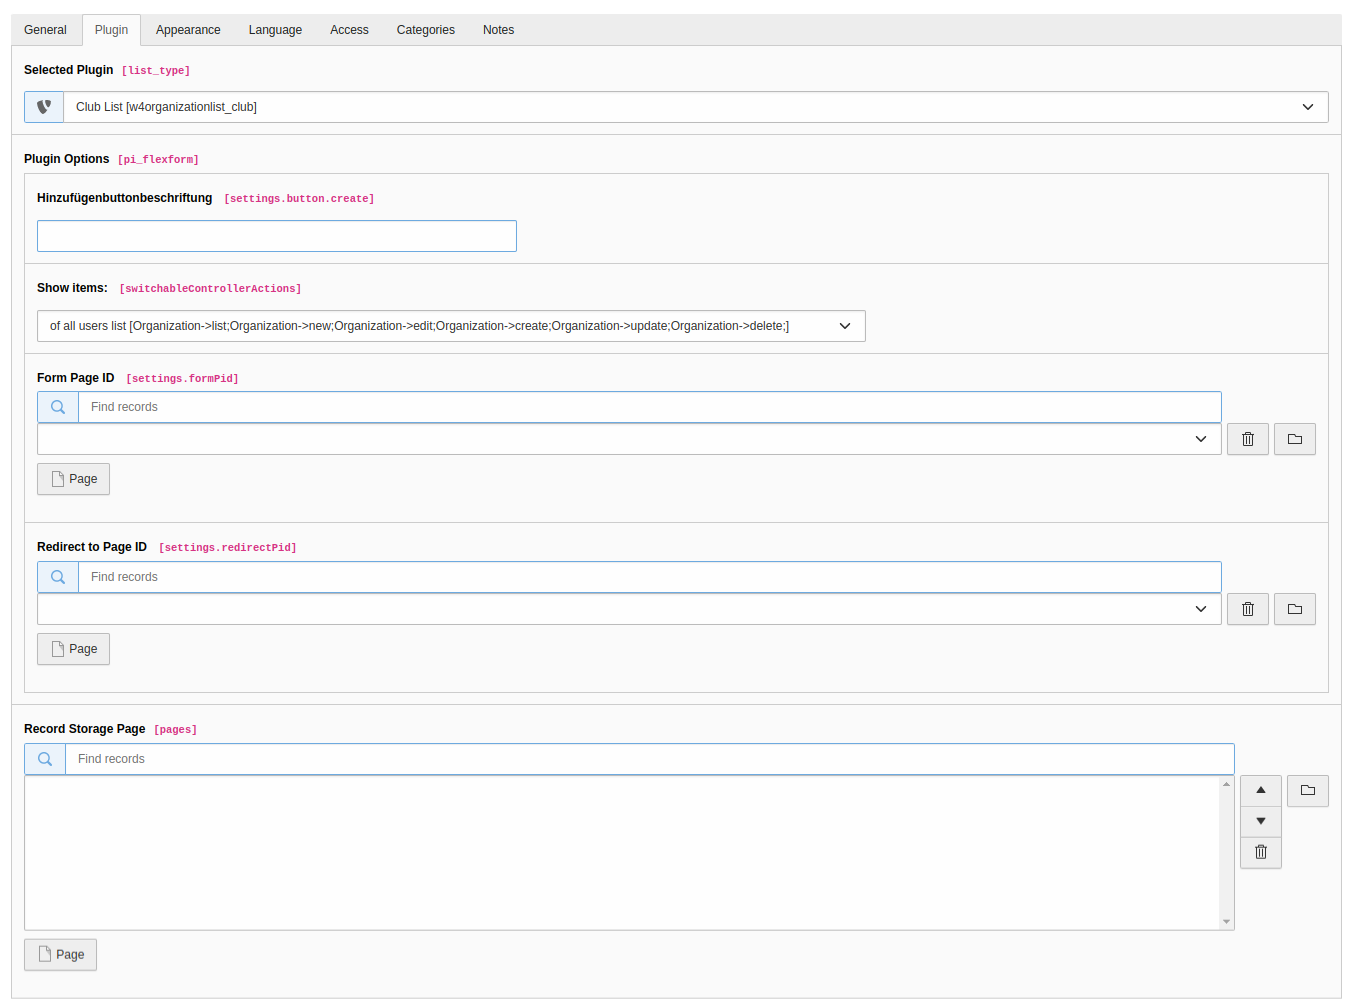 General Plugin Appearance Language Access Categories Notes
Selected Plugin [list_type]
Club List [w4organizationlist_club]
Plugin Options [pi_flexform]
Hinzufügenbuttonbeschriftung [settings.button.create]
Show items: [switchableControllerActions]
of all users list [Organization->list;Organization->new;Organization->edit;Organization->create;Organization->update;Organization->delete;]
Form Page ID [settings.formPid]
Find records
Page
Redirect to Page ID [settings.redirectPid]
Find records
Page
Record Storage Page [pages]
Find records
Page